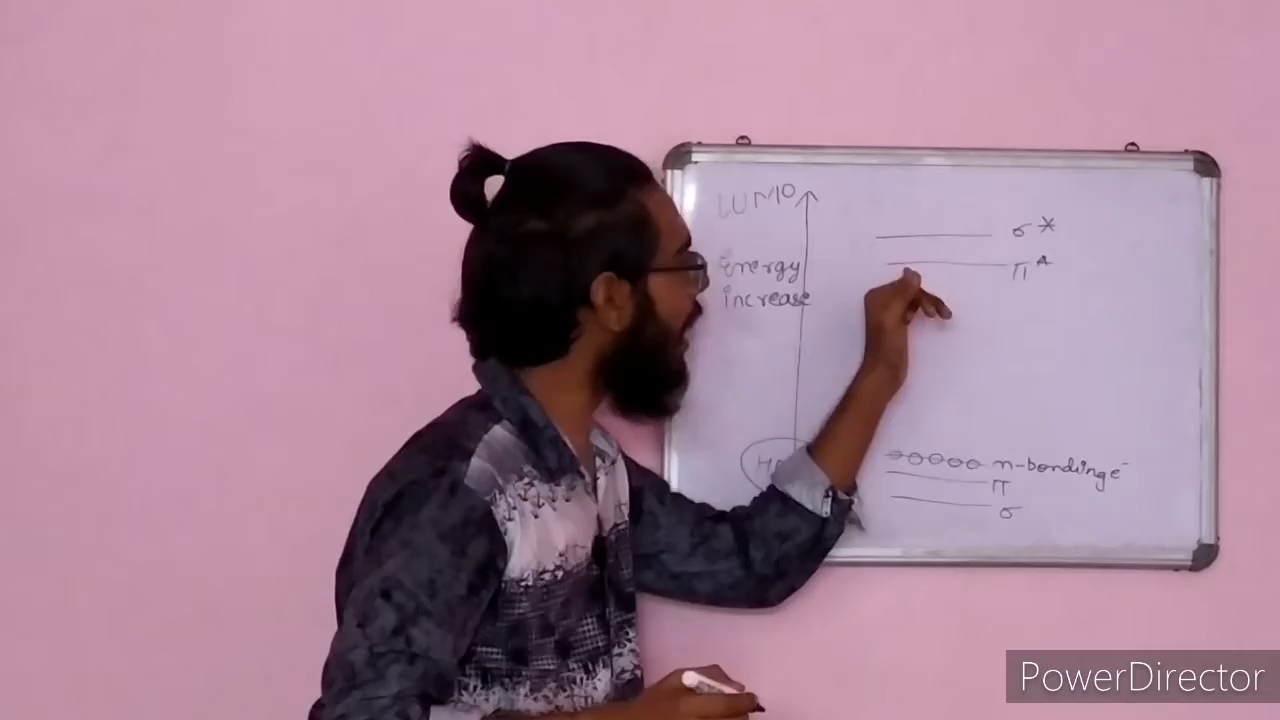 LUMO
σ*
Energy
π*
increase
n-bonding e⁻
π
σ
PowerDirector